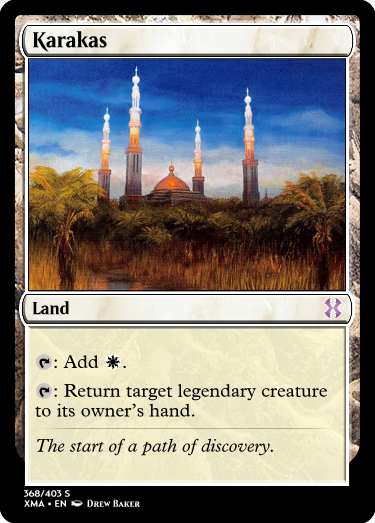 Karakas
Land
: Add .
: Return target legendary creature
to its owner's hand.
The start of a path of discovery.
368/403 S
XMA • EN Drew Baker